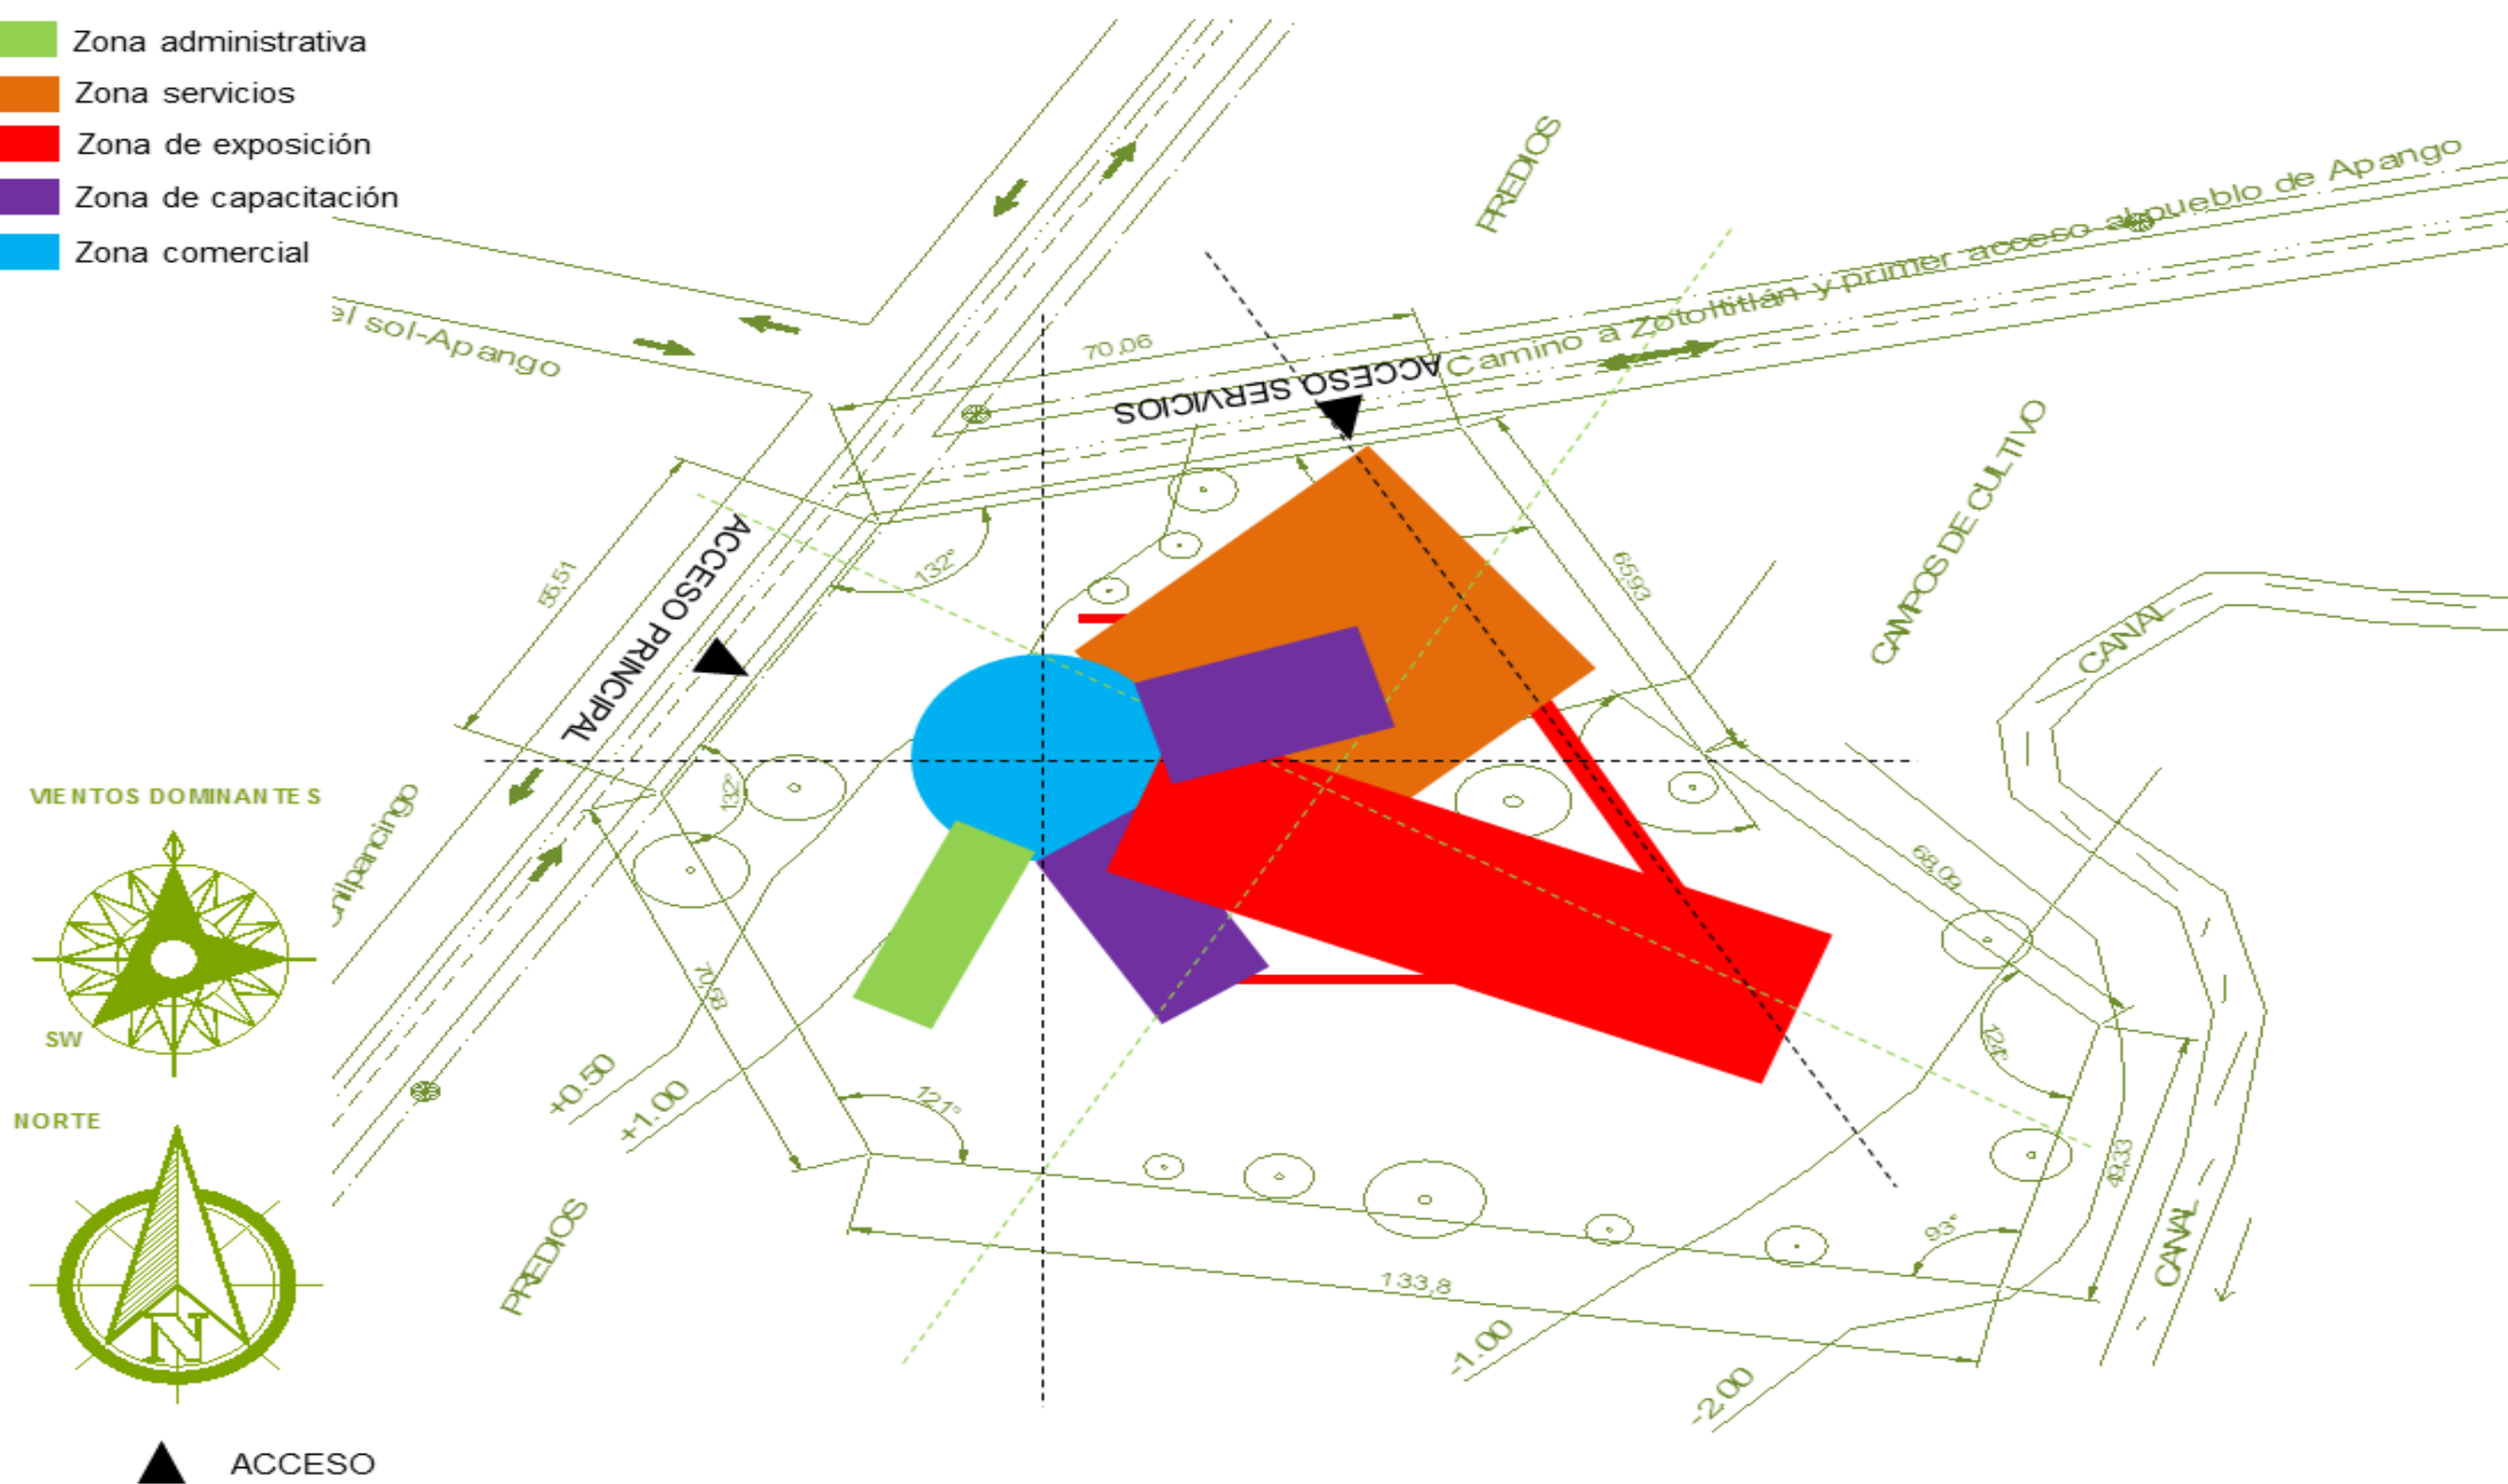 Zona administrativa
Zona servicios
Zona de exposición
Zona de capacitación
Zona comercial
el sol-Apango
PREDIOS
Camino a Zotoltitlán y primer acceso al pueblo de Apango
70,06
ACCESO SERVICIOS
CAMPOS DE CULTIVO
CANAL
55,51
ACCESO PRINCIPAL
132°
65,93
132°
68,09
VIENTOS DOMINANTES
SW
70,58
124°
+0.50
+1.00
121°
49,33
NORTE
N
PREDIOS
93°
CANAL
133,8
-1.00
-2.00
ACCESO